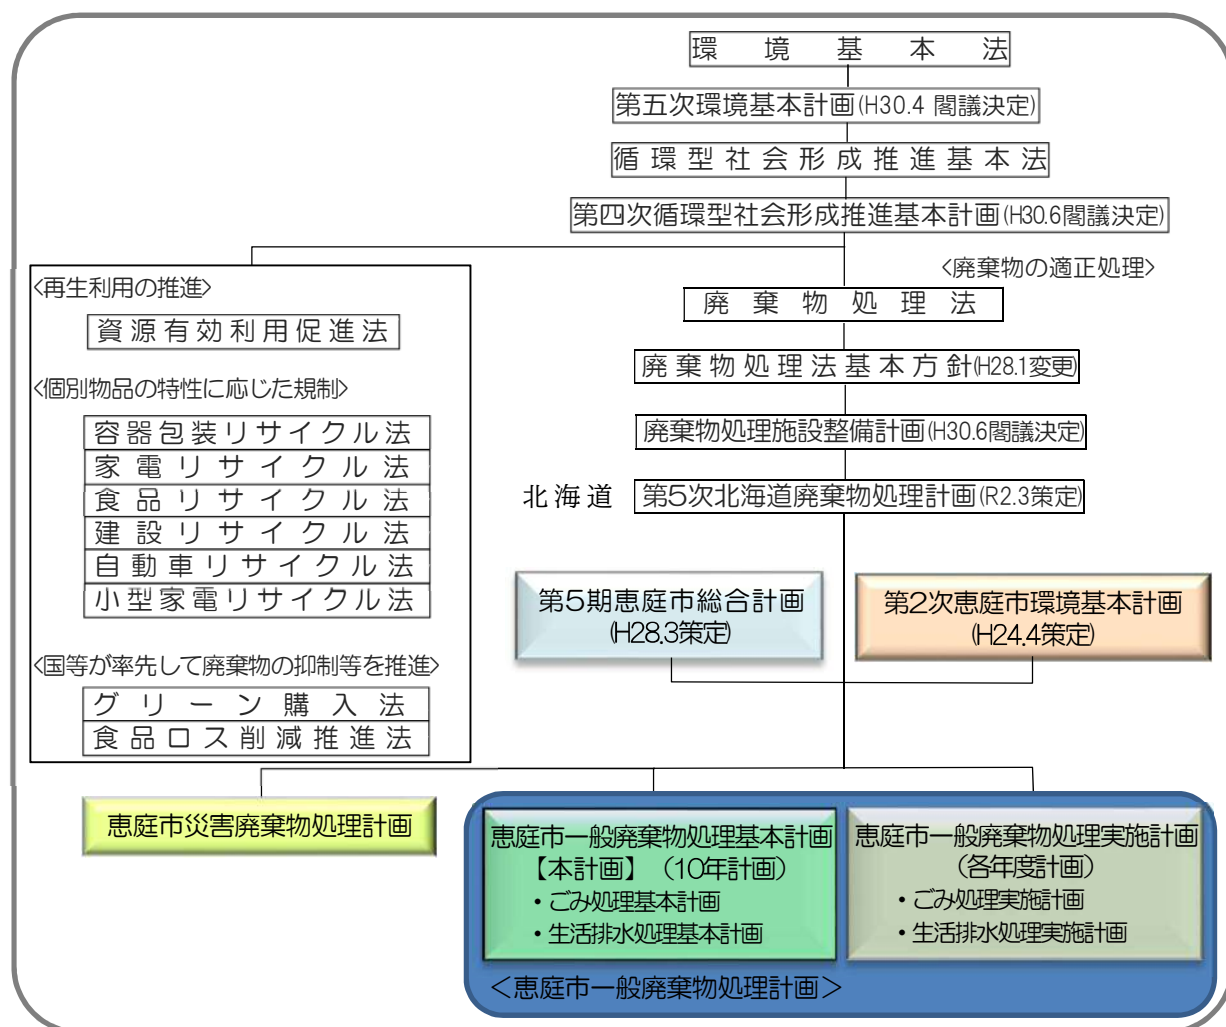 環境基本法
第五次環境基本計画(H30.4 閣議決定)
循環型社会形成推進基本法
第四次循環型社会形成推進基本計画(H30.6閣議決定)
<再生利用の推進>
資源有効利用促進法
<個別物品の特性に応じた規制>
容器包装リサイクル法
家電リサイクル法
食品リサイクル法
建設リサイクル法
自動車リサイクル法
小型家電リサイクル法
<国等が率先して廃棄物の抑制等を推進>
グリーン購入法
食品ロス削減推進法
<廃棄物の適正処理>
廃棄物処理法
廃棄物処理法基本方針(H28.1変更)
廃棄物処理施設整備計画(H30.6閣議決定)
北海道 第5次北海道廃棄物処理計画(R2.3策定)
第5期恵庭市総合計画
(H28.3策定)
第2次恵庭市環境基本計画
(H24.4策定)
恵庭市災害廃棄物処理計画
恵庭市一般廃棄物処理基本計画
【本計画】（10年計画）
・ごみ処理基本計画
・生活排水処理基本計画
恵庭市一般廃棄物処理実施計画
(各年度計画)
・ごみ処理実施計画
・生活排水処理実施計画
＜恵庭市一般廃棄物処理計画＞